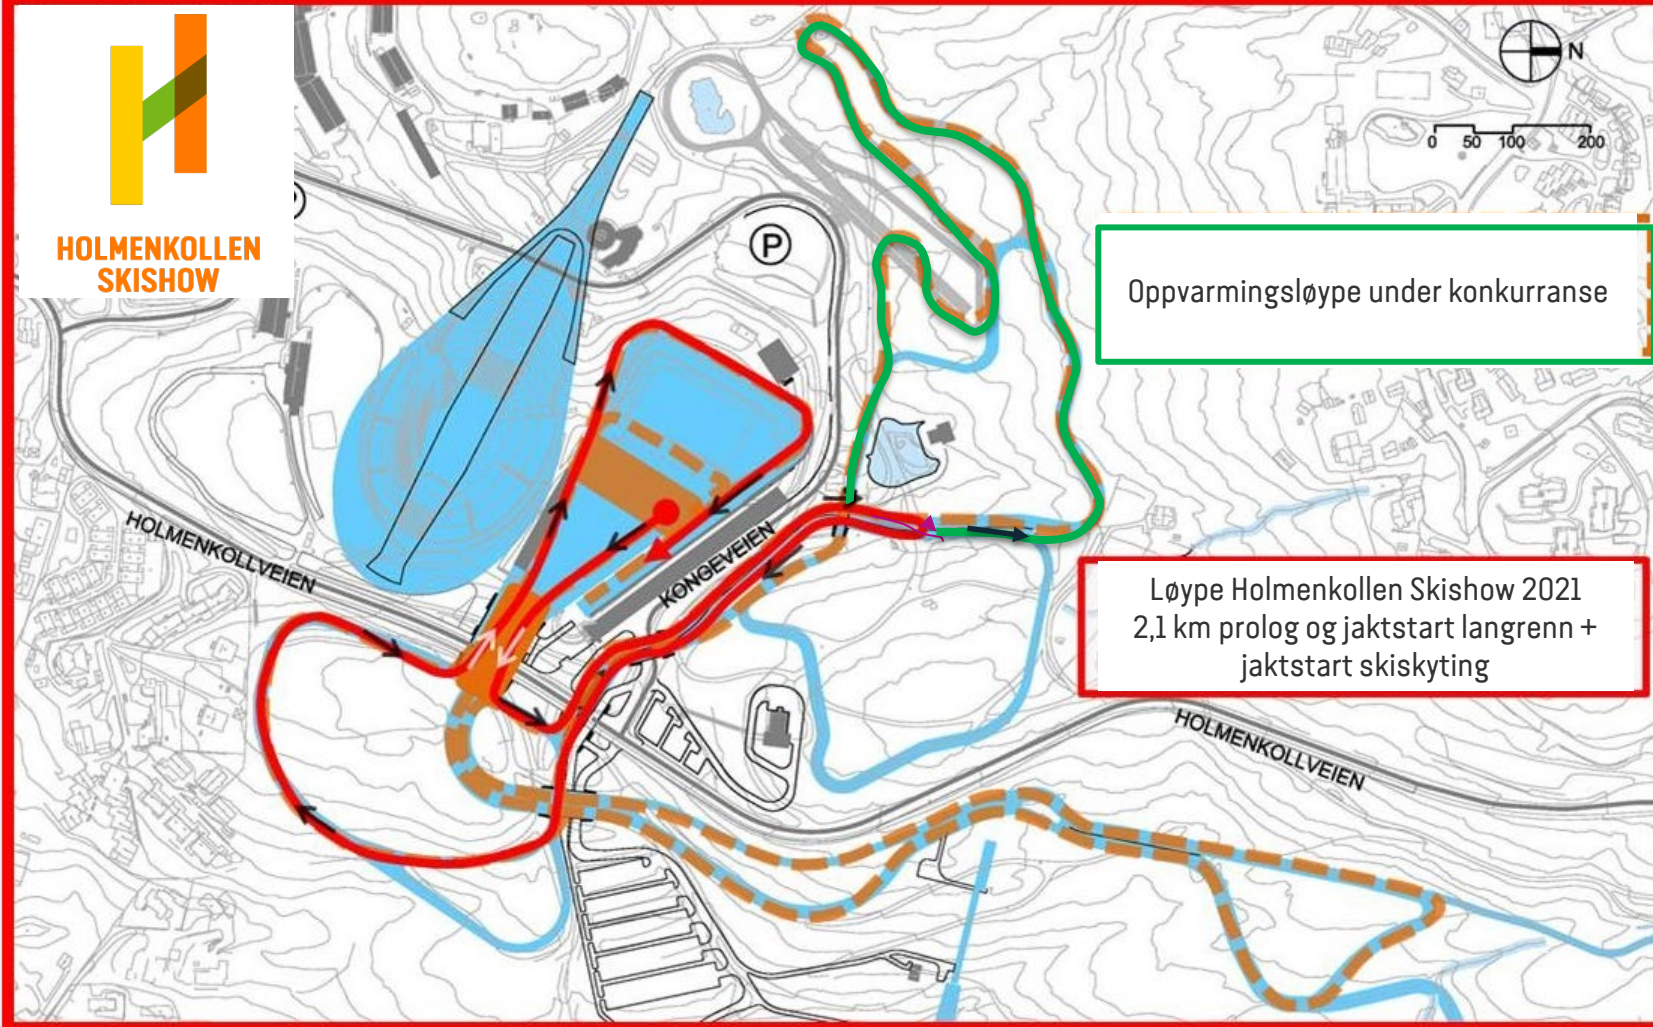 HOLMENKOLLEN
SKISHOW
N
0 50 100 200
P
Oppvarmingsløype under konkurranse
HOLMENKOLLVEIEN
KONGEVEIEN
Løype Holmenkollen Skishow 2021
2,1 km prolog og jaktstart langrenn +
jaktstart skiskyting
HOLMENKOLLVEIEN